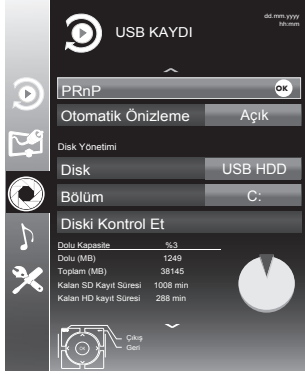 USB KAYDI
dd.mm.yyyy
hh:mm
PRnP OK
Otomatik Önizleme Açık
Disk Yönetimi
Disk USB HDD
Bölüm C:
Diski Kontrol Et
Dolu Kapasite %3
Dolu (MB) 1249
Toplam (MB) 38145
Kalan SD Kayıt Süresi 1008 min
Kalan HD kayıt Süresi 288 min
OK
Çıkış
Geri